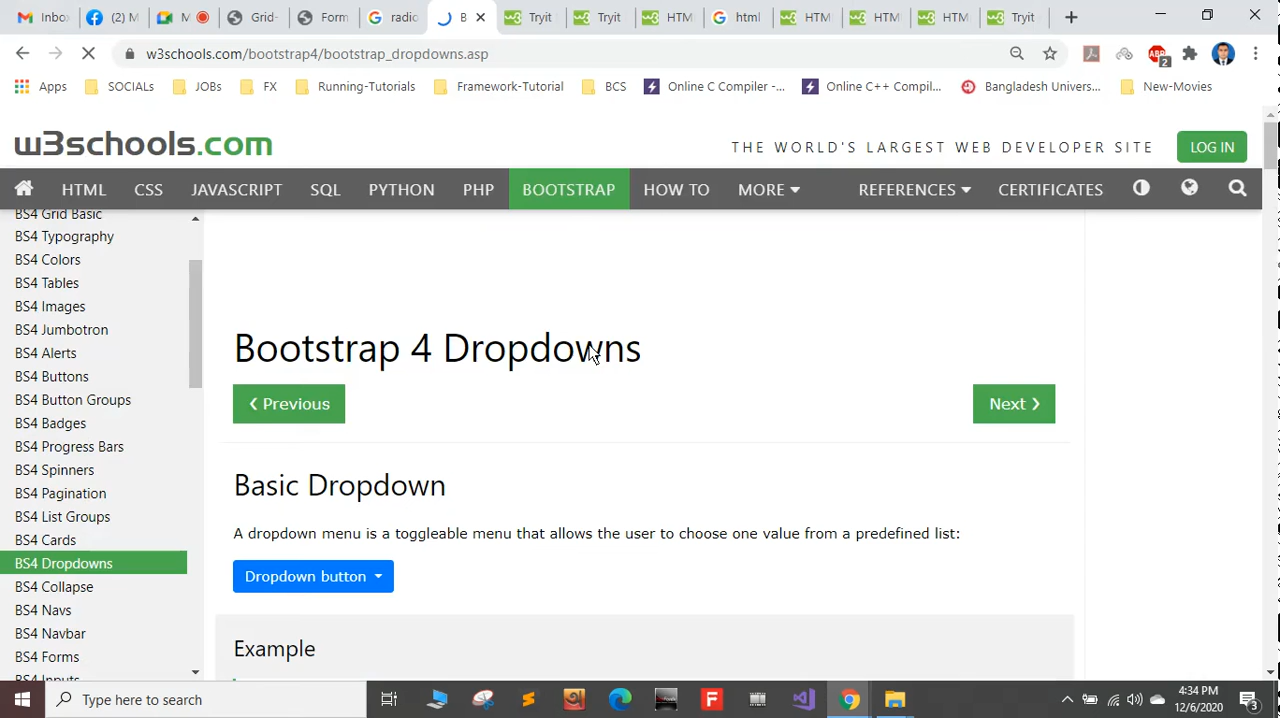 Inbox
(2) M
M
Grid-
Form
radio
B
Tryit
Tryit
HTM
html
HTM
HTM
HTM
Tryit
w3schools.com/bootstrap4/bootstrap_dropdowns.asp
2
Apps
SOCIALs
JOBs
FX
Running-Tutorials
Framework-Tutorial
BCS
Online C Compiler -...
Online C++ Compil...
Bangladesh Univers...
New-Movies
w3schools.com
THE WORLD'S LARGEST WEB DEVELOPER SITE
LOG IN
HTML
CSS
JAVASCRIPT
SQL
PYTHON
PHP
BOOTSTRAP
HOW TO
MORE
REFERENCES
CERTIFICATES
BS4 Grid Basic
BS4 Typography
BS4 Colors
BS4 Tables
BS4 Images
BS4 Jumbotron
BS4 Alerts
BS4 Buttons
BS4 Button Groups
BS4 Badges
BS4 Progress Bars
BS4 Spinners
BS4 Pagination
BS4 List Groups
BS4 Cards
BS4 Dropdowns
BS4 Collapse
BS4 Navs
BS4 Navbar
BS4 Forms
BS4 Inputs
Bootstrap 4 Dropdowns
❮ Previous
Next ❯
Basic Dropdown
A dropdown menu is a toggleable menu that allows the user to choose one value from a predefined list:
Dropdown button
Example
Type here to search
4:34 PM
12/6/2020
3